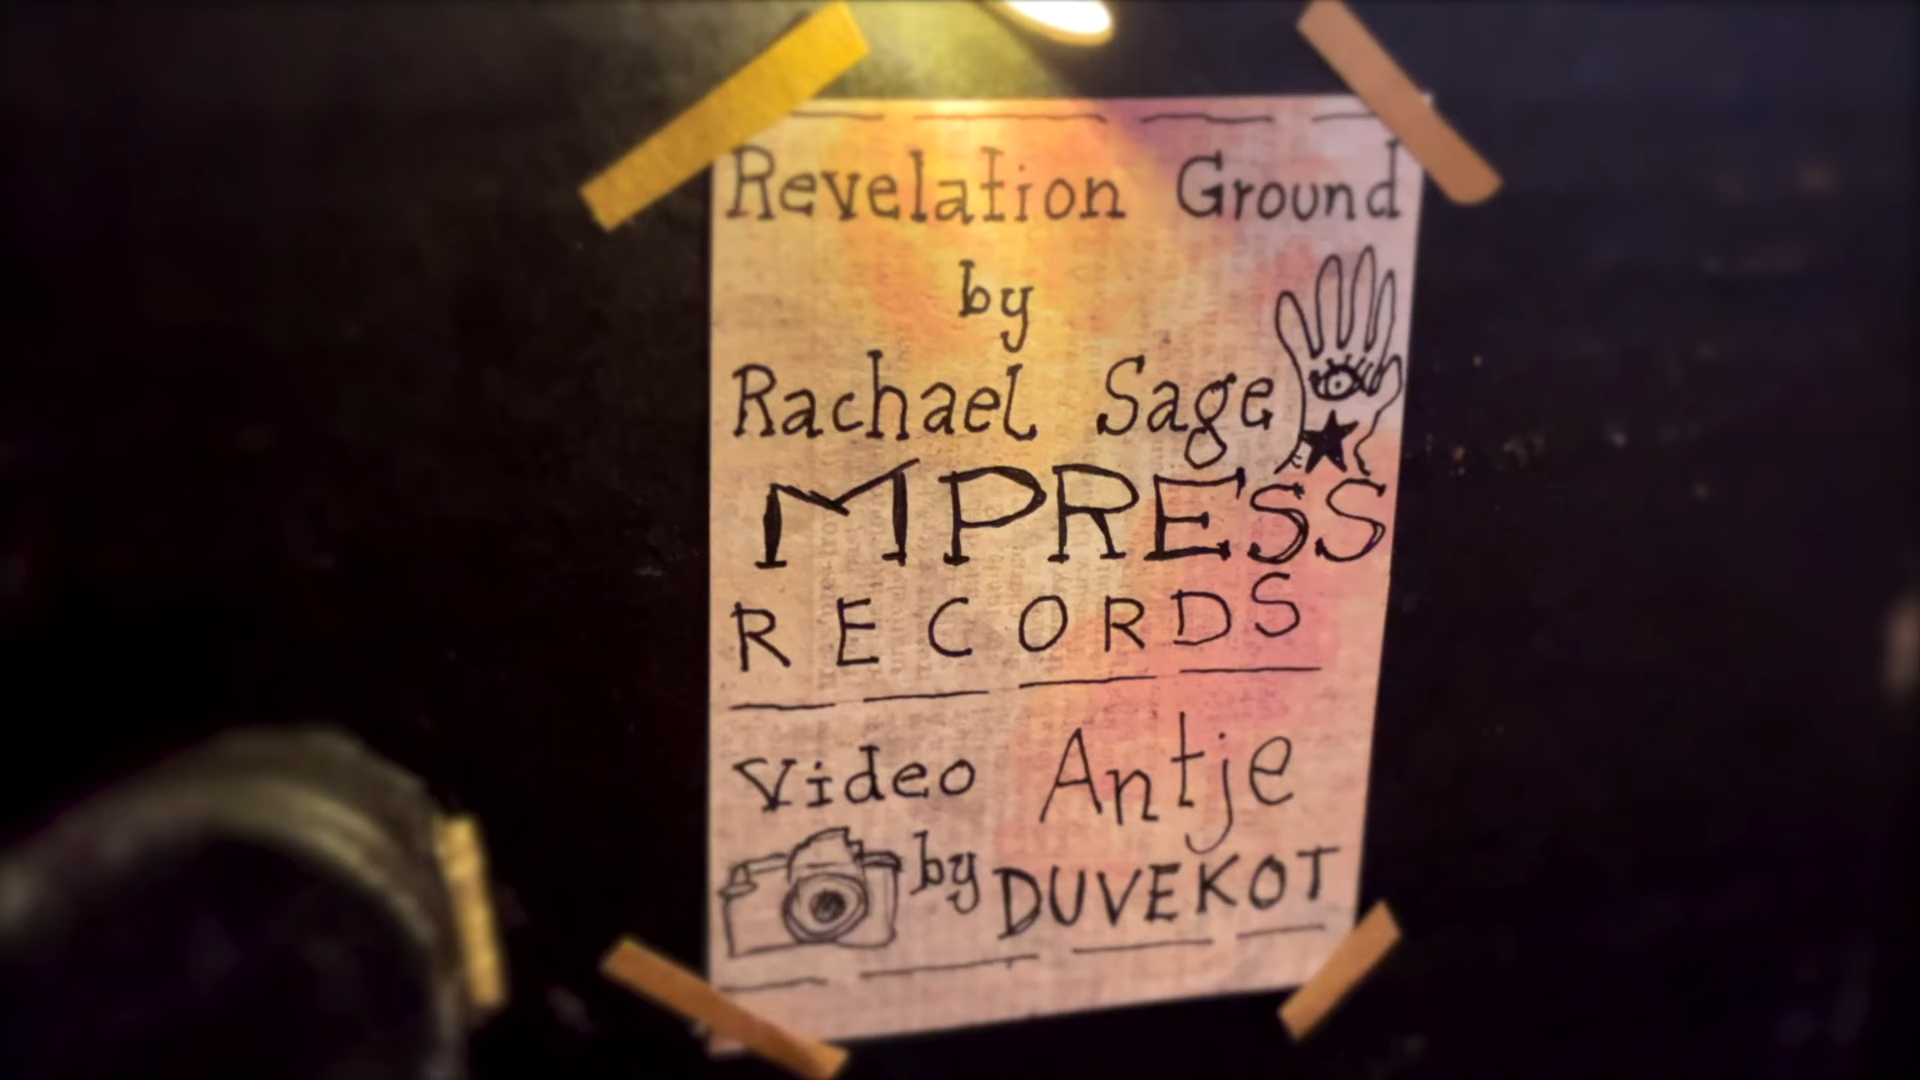 Revelation Ground
by
Rachael Sage
MPRESS
RECORDS
Video
by
Antje
DUVEKOT